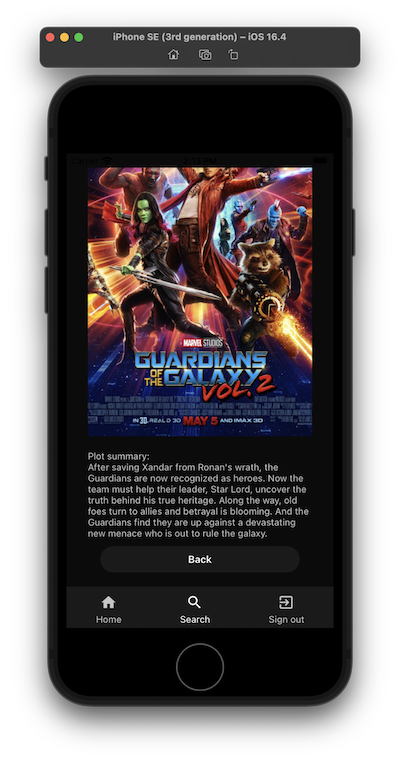 iPhone SE (3rd generation) – iOS 16.4
MARVEL STUDIOS
GUARDIANS
OF THE GALAXY
VOL. 2
IN 3D, REAL D 3D MAY 5 AND IMAX 3D
Plot summary:
After saving Xandar from Ronan's wrath, the
Guardians are now recognized as heroes. Now the
team must help their leader, Star Lord, uncover the
truth behind his true heritage. Along the way, old
foes turn to allies and betrayal is blooming. And the
Guardians find they are up against a devastating
new menace who is out to rule the galaxy.
Back
Home Search Sign out